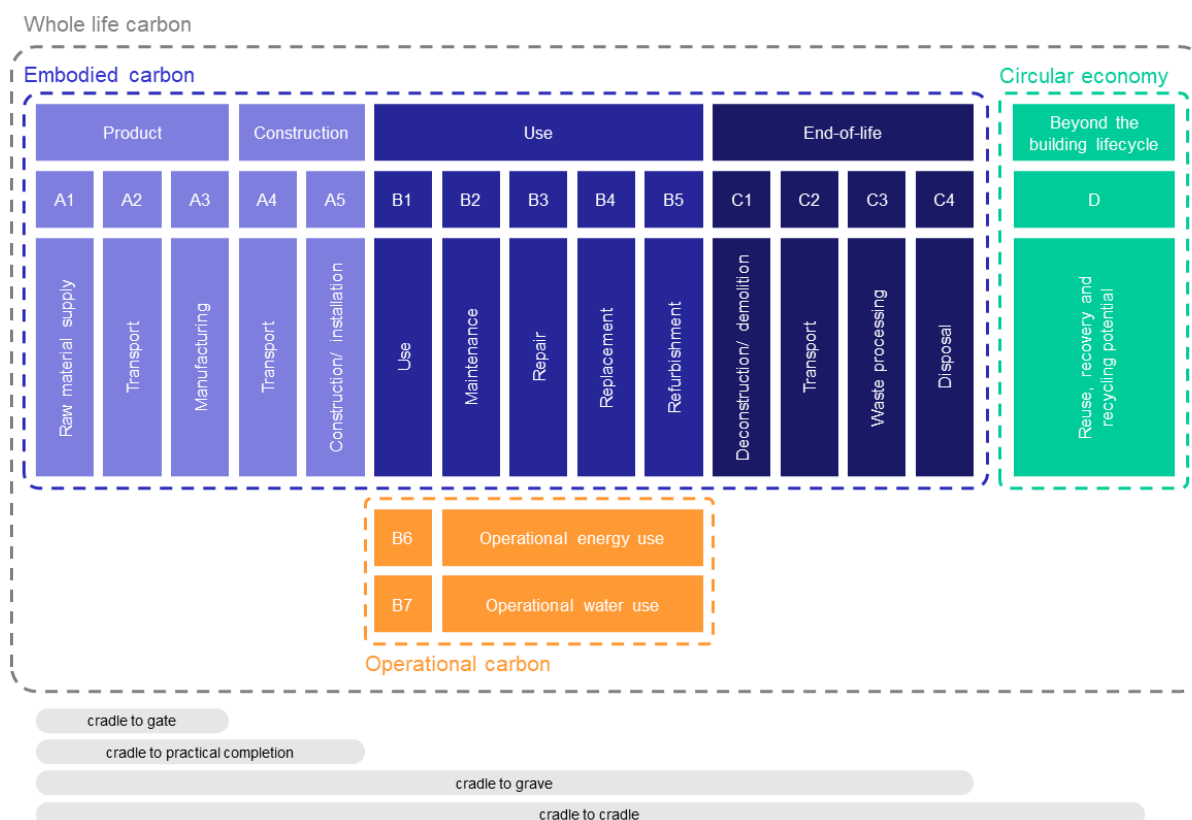 Whole life carbon
Embodied carbon
Circular economy
Product
Construction
Use
End-of-life
Beyond the
building lifecycle
A1
A2
A3
A4
A5
B1
B2
B3
B4
B5
C1
C2
C3
C4
D
Raw material supply
Transport
Manufacturing
Transport
Construction/ installation
Use
Maintenance
Repair
Replacement
Refurbishment
Deconstruction/ demolition
Transport
Waste processing
Disposal
Reuse, recovery and
recycling potential
B6
Operational energy use
B7
Operational water use
Operational carbon
cradle to gate
cradle to practical completion
cradle to grave
cradle to cradle